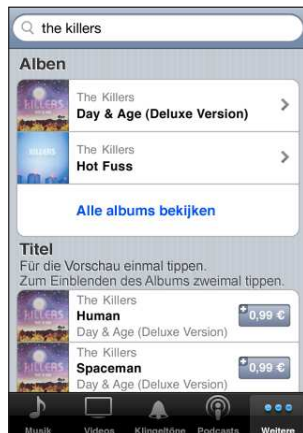 the killers
Alben
The Killers
Day & Age (Deluxe Version)
The Killers
Hot Fuss
Alle albums bekijken
Titel
Für die Vorschau einmal tippen.
Zum Einblenden des Albums zweimal tippen.
The Killers
Human
0,99 €
Day & Age (Deluxe Version)
The Killers
Spaceman
0,99 €
Day & Age (Deluxe Version)
Musik Videos Klingeltöne Podcasts Weitere